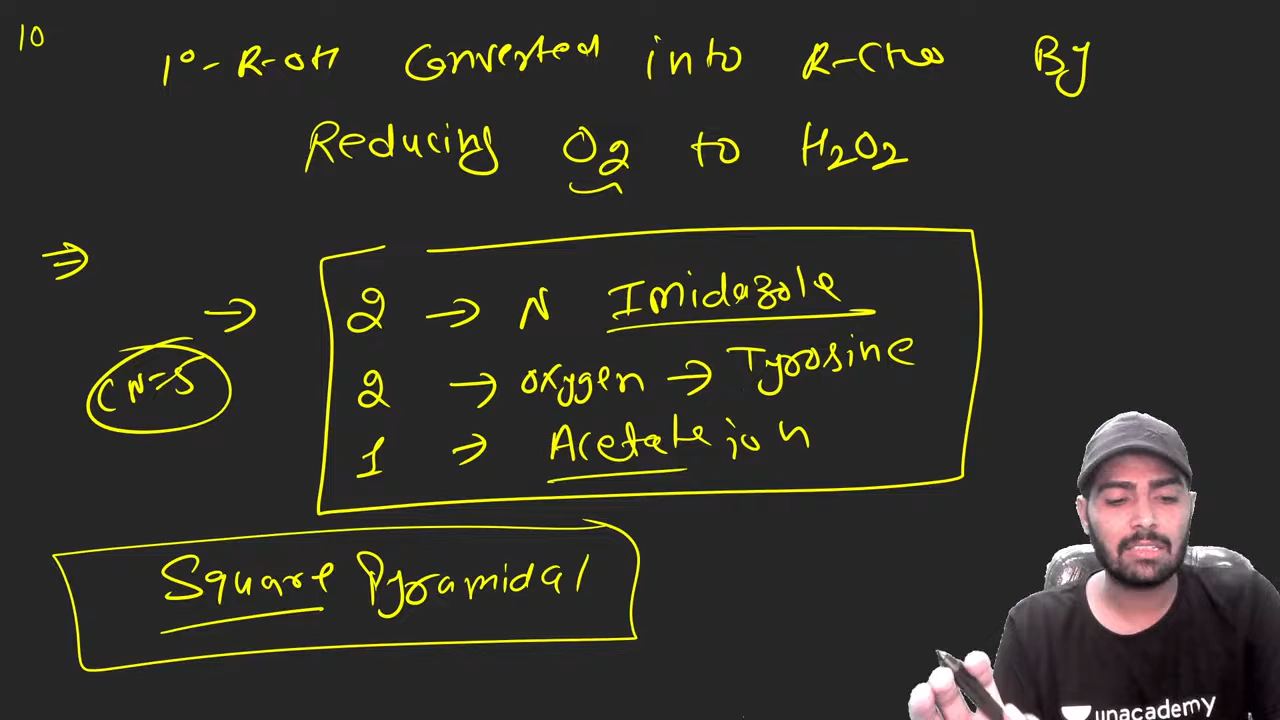 10
1°- R-OH Converted into R-CHO By
Reducing O2 to H2O2
⇒
→ 2 → N Imidazole
CN=5 2 → oxygen → Tyrosine
1 → Acetate ion
Square Pyramidal
unacademy